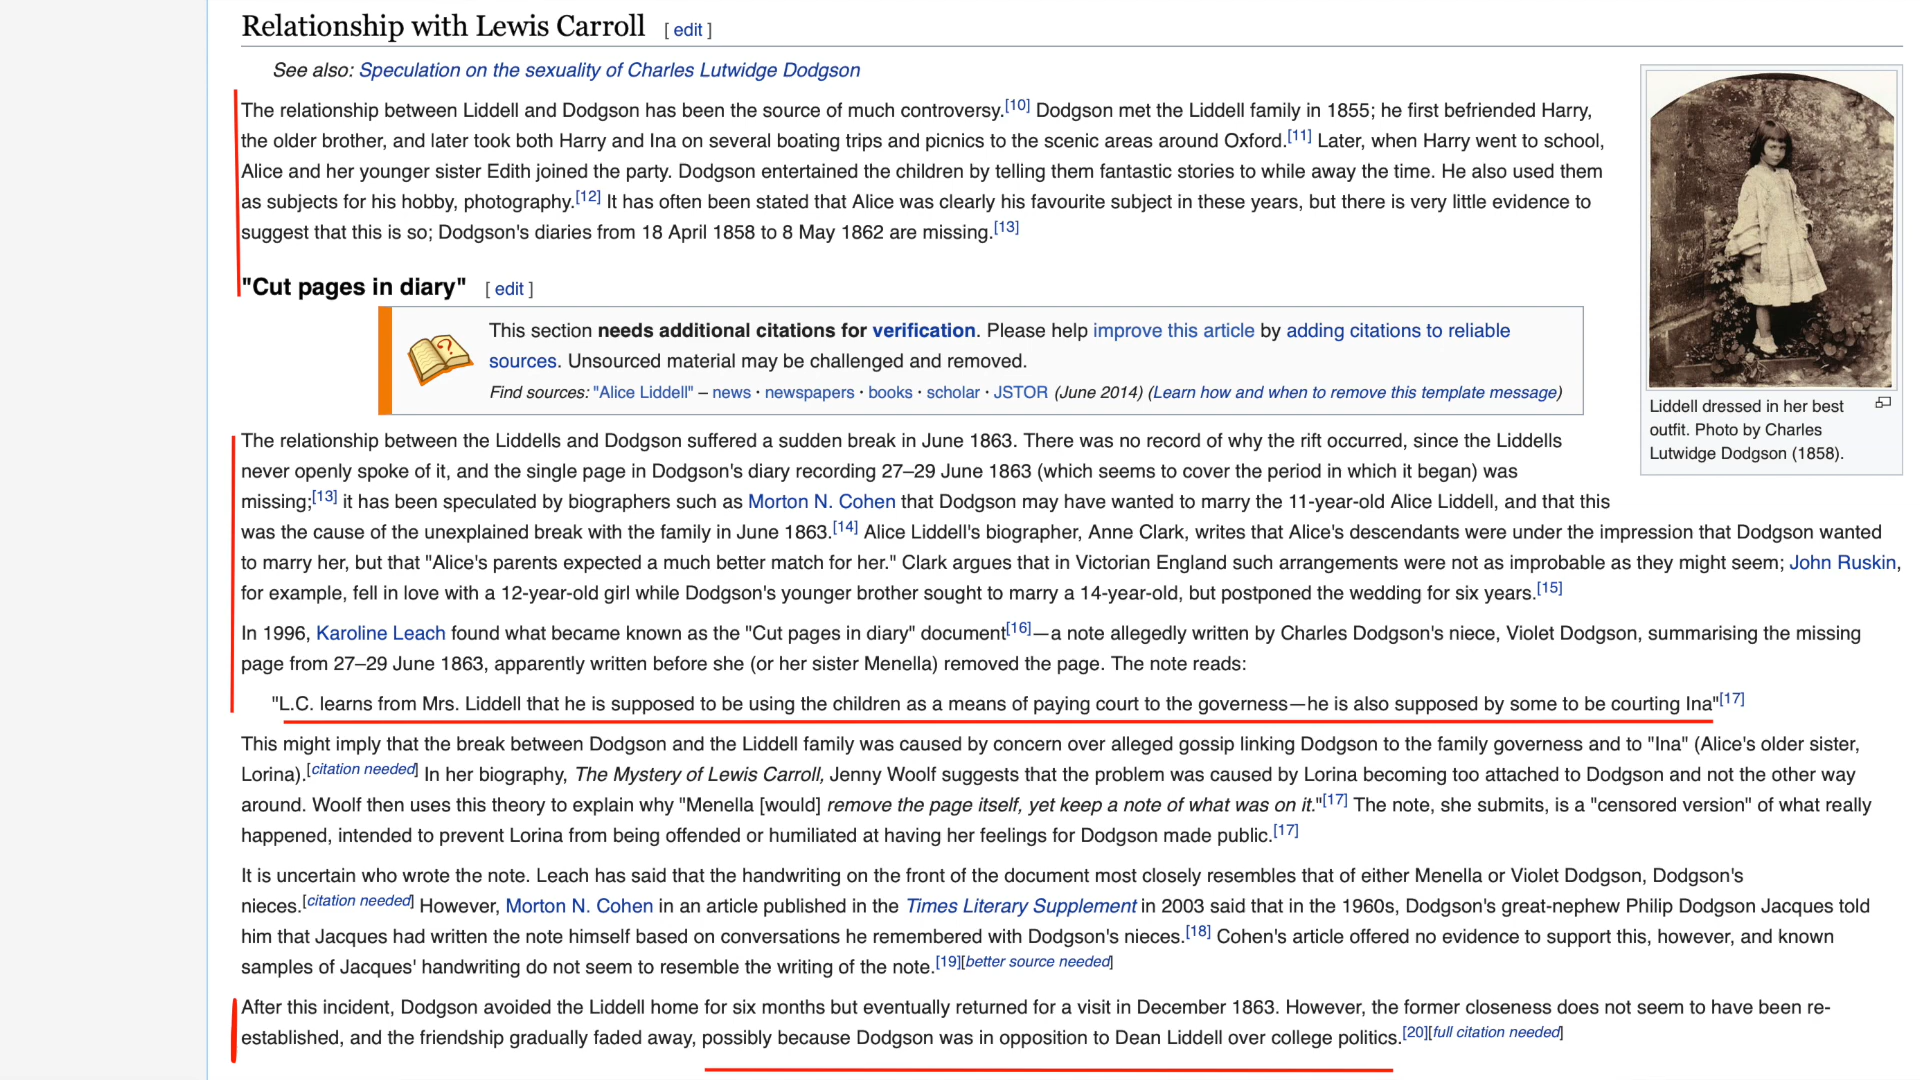 Relationship with Lewis Carroll [ edit ]
See also: Speculation on the sexuality of Charles Lutwidge Dodgson
The relationship between Liddell and Dodgson has been the source of much controversy.[10] Dodgson met the Liddell family in 1855; he first befriended Harry,
the older brother, and later took both Harry and Ina on several boating trips and picnics to the scenic areas around Oxford.[11] Later, when Harry went to school,
Alice and her younger sister Edith joined the party. Dodgson entertained the children by telling them fantastic stories to while away the time. He also used them
as subjects for his hobby, photography.[12] It has often been stated that Alice was clearly his favourite subject in these years, but there is very little evidence to
suggest that this is so; Dodgson's diaries from 18 April 1858 to 8 May 1862 are missing.[13]
Liddell dressed in her best
outfit. Photo by Charles
Lutwidge Dodgson (1858).
"Cut pages in diary" [ edit ]
This section needs additional citations for verification. Please help improve this article by adding citations to reliable
sources. Unsourced material may be challenged and removed.
Find sources: "Alice Liddell" – news · newspapers · books · scholar · JSTOR (June 2014) (Learn how and when to remove this template message)
The relationship between the Liddells and Dodgson suffered a sudden break in June 1863. There was no record of why the rift occurred, since the Liddells
never openly spoke of it, and the single page in Dodgson's diary recording 27–29 June 1863 (which seems to cover the period in which it began) was
missing;[13] it has been speculated by biographers such as Morton N. Cohen that Dodgson may have wanted to marry the 11-year-old Alice Liddell, and that this
was the cause of the unexplained break with the family in June 1863.[14] Alice Liddell's biographer, Anne Clark, writes that Alice's descendants were under the impression that Dodgson wanted
to marry her, but that "Alice's parents expected a much better match for her." Clark argues that in Victorian England such arrangements were not as improbable as they might seem; John Ruskin,
for example, fell in love with a 12-year-old girl while Dodgson's younger brother sought to marry a 14-year-old, but postponed the wedding for six years.[15]
In 1996, Karoline Leach found what became known as the "Cut pages in diary" document[16]—a note allegedly written by Charles Dodgson's niece, Violet Dodgson, summarising the missing
page from 27–29 June 1863, apparently written before she (or her sister Menella) removed the page. The note reads:
"L.C. learns from Mrs. Liddell that he is supposed to be using the children as a means of paying court to the governess—he is also supposed by some to be courting Ina"[17]
This might imply that the break between Dodgson and the Liddell family was caused by concern over alleged gossip linking Dodgson to the family governess and to "Ina" (Alice's older sister,
Lorina).[citation needed] In her biography, The Mystery of Lewis Carroll, Jenny Woolf suggests that the problem was caused by Lorina becoming too attached to Dodgson and not the other way
around. Woolf then uses this theory to explain why "Menella [would] remove the page itself, yet keep a note of what was on it."[17] The note, she submits, is a "censored version" of what really
happened, intended to prevent Lorina from being offended or humiliated at having her feelings for Dodgson made public.[17]
It is uncertain who wrote the note. Leach has said that the handwriting on the front of the document most closely resembles that of either Menella or Violet Dodgson, Dodgson's
nieces.[citation needed] However, Morton N. Cohen in an article published in the Times Literary Supplement in 2003 said that in the 1960s, Dodgson's great-nephew Philip Dodgson Jacques told
him that Jacques had written the note himself based on conversations he remembered with Dodgson's nieces.[18] Cohen's article offered no evidence to support this, however, and known
samples of Jacques' handwriting do not seem to resemble the writing of the note.[19][better source needed]
After this incident, Dodgson avoided the Liddell home for six months but eventually returned for a visit in December 1863. However, the former closeness does not seem to have been re-
established, and the friendship gradually faded away, possibly because Dodgson was in opposition to Dean Liddell over college politics.[20][full citation needed]